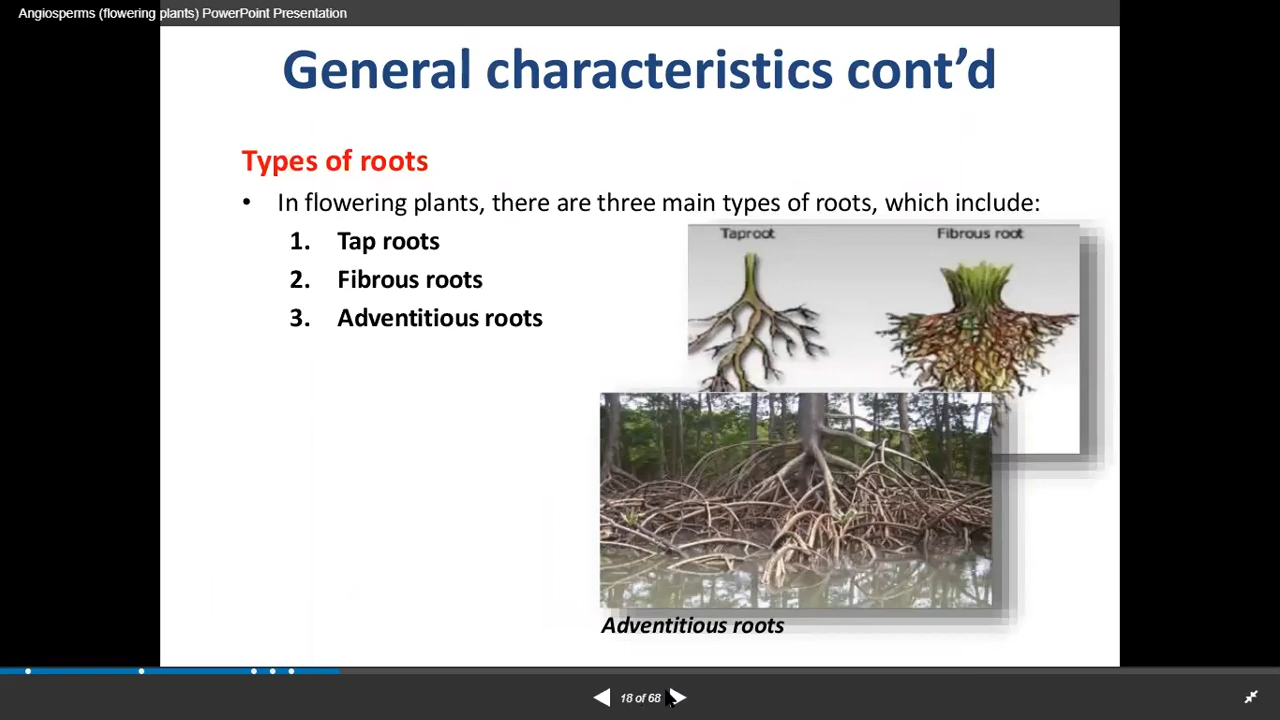 Angiosperms (flowering plants) PowerPoint Presentation
General characteristics cont’d
Types of roots
• In flowering plants, there are three main types of roots, which include:
1. Tap roots
2. Fibrous roots
3. Adventitious roots
Taproot
Fibrous root
Adventitious roots
18 of 68